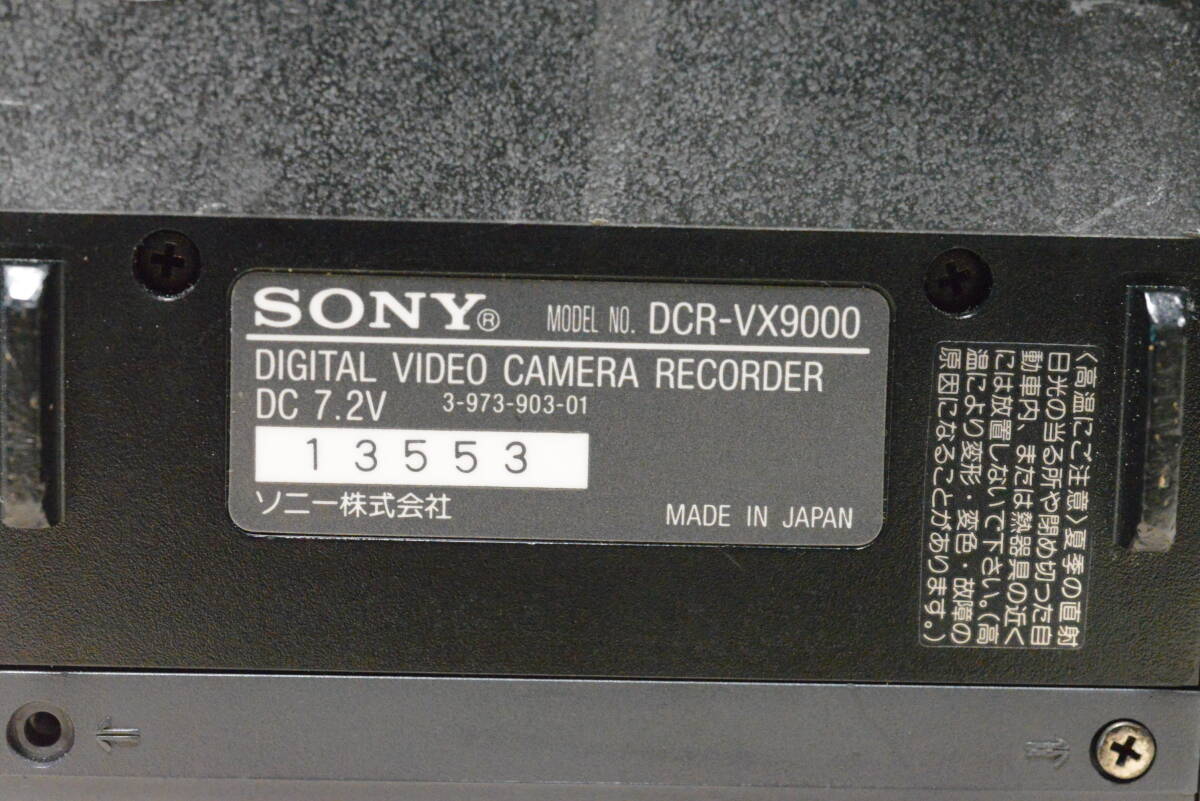 SONY® MODEL NO. DCR-VX9000
DIGITAL VIDEO CAMERA RECORDER
DC 7.2V 3-973-903-01
13553
ソニー株式会社
MADE IN JAPAN
〈高温にご注意〉夏季の直射
日光の当る所や閉め切った自
動車内、または熱器具の近く
には放置しないで下さい。(高
温により変形・変色・故障の
原因になることがあります。)